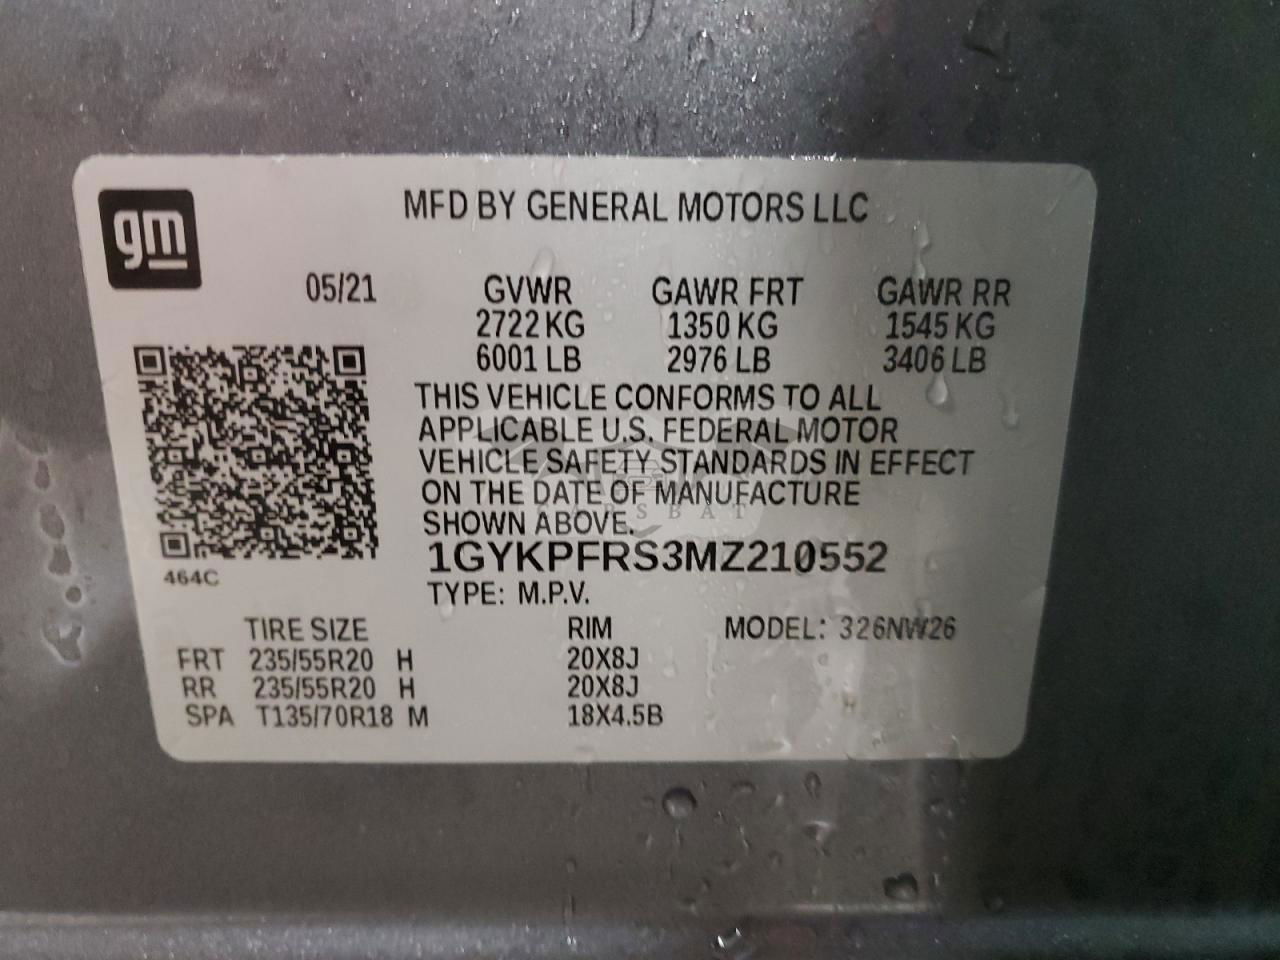 gm
MFD BY GENERAL MOTORS LLC
05/21 GVWR GAWR FRT GAWR RR
2722 KG 1350 KG 1545 KG
6001 LB 2976 LB 3406 LB
THIS VEHICLE CONFORMS TO ALL
APPLICABLE U.S. FEDERAL MOTOR
VEHICLE SAFETY STANDARDS IN EFFECT
ON THE DATE OF MANUFACTURE
SHOWN ABOVE.
CARSBAT
1GYKPFRS3MZ210552
464C
TYPE: M.P.V.
TIRE SIZE RIM MODEL: 326NW26
FRT 235/55R20 H 20X8J
RR 235/55R20 H 20X8J
SPA T135/70R18 M 18X4.5B